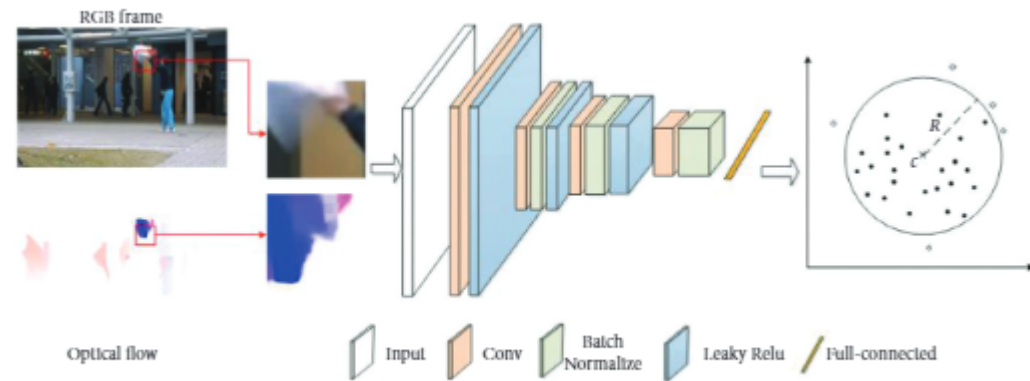 RGB frame
R
c
Optical flow
Input
Conv
Batch
Normalize
Leaky Relu
Full-connected